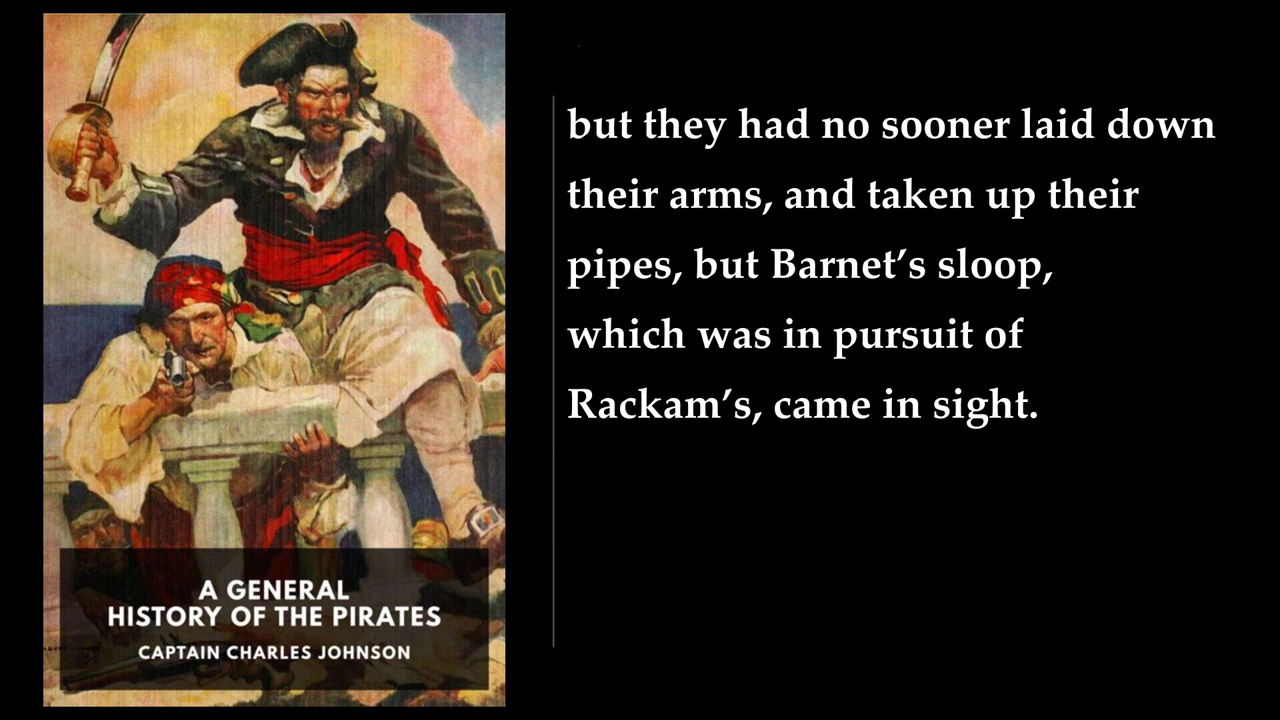 A GENERAL
HISTORY OF THE PIRATES
CAPTAIN CHARLES JOHNSON
but they had no sooner laid down
their arms, and taken up their
pipes, but Barnet’s sloop,
which was in pursuit of
Rackam’s, came in sight.